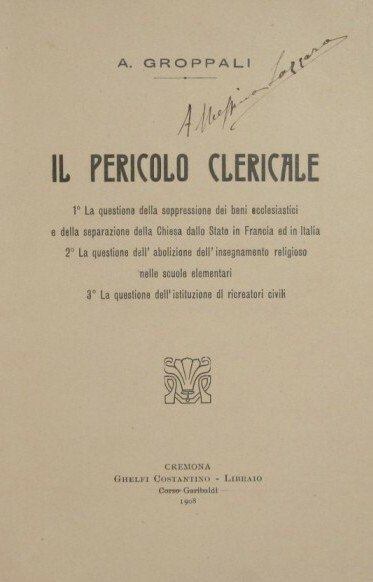 A. GROPPALI
IL PERICOLO CLERICALE
1° La questione della soppressione dei beni ecclesiastici
e della separazione della Chiesa dallo Stato in Francia ed in Italia
2° La questione dell'abolizione dell'insegnamento religioso
nelle scuole elementari
3° La questione dell'istituzione di ricreatori civili
CREMONA
GHELFI COSTANTINO - LIBRAIO
Corso Garibaldi
1908